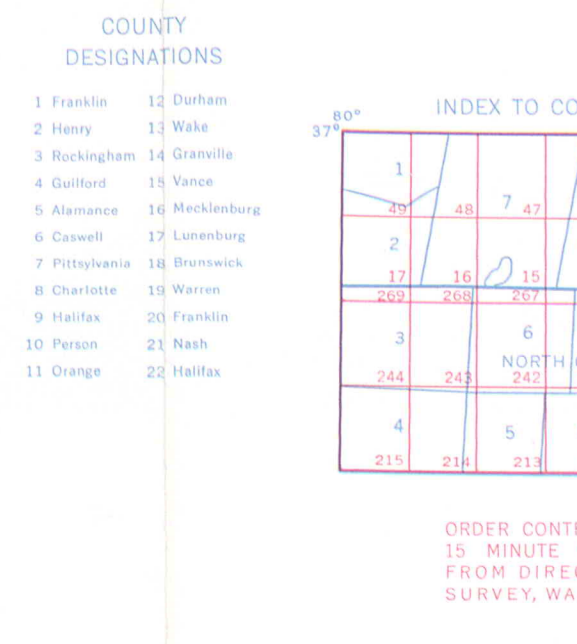 COUNTY
DESIGNATIONS
1 Franklin
2 Henry
3 Rockingham
4 Guilford
5 Alamance
6 Caswell
7 Pittsylvania
8 Charlotte
9 Halifax
10 Person
11 Orange
12 Durham
13 Wake
14 Granville
15 Vance
16 Mecklenburg
17 Lunenburg
18 Brunswick
19 Warren
20 Franklin
21 Nash
22 Halifax
INDEX TO CO
80°
37°
1
49 48 7 47
2
17 16 15
269 268 267
3 6
NORTH
244 243 242
4 5
215 214 213
ORDER CONT
15 MINUTE
FROM DIREC
SURVEY, WA